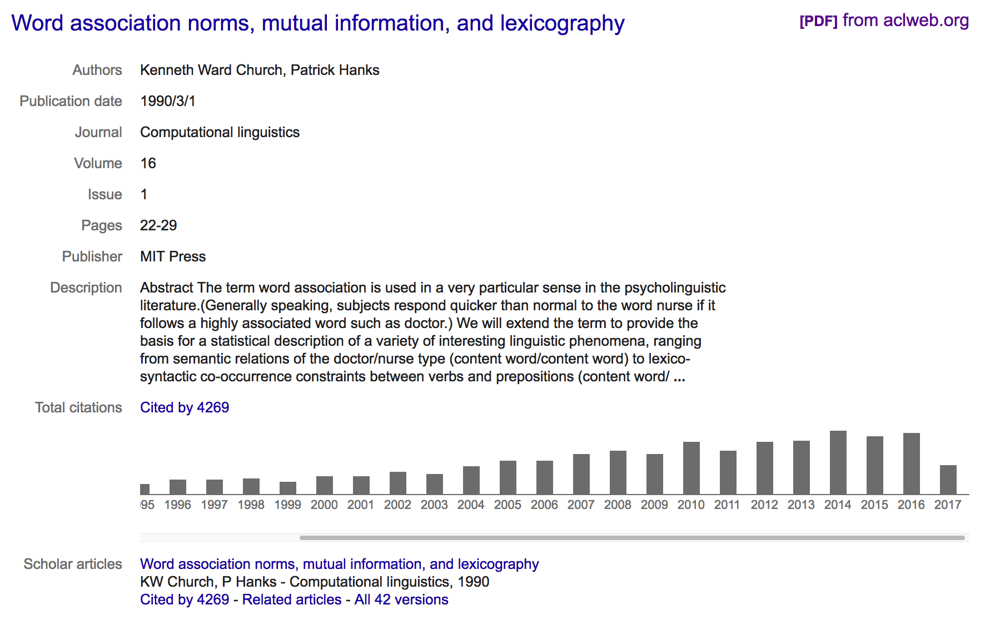 Word association norms, mutual information, and lexicography
[PDF] from aclweb.org
Authors Kenneth Ward Church, Patrick Hanks
Publication date 1990/3/1
Journal Computational linguistics
Volume 16
Issue 1
Pages 22-29
Publisher MIT Press
Description Abstract The term word association is used in a very particular sense in the psycholinguistic
literature.(Generally speaking, subjects respond quicker than normal to the word nurse if it
follows a highly associated word such as doctor.) We will extend the term to provide the
basis for a statistical description of a variety of interesting linguistic phenomena, ranging
from semantic relations of the doctor/nurse type (content word/content word) to lexico-
syntactic co-occurrence constraints between verbs and prepositions (content word/ ...
Total citations Cited by 4269
95 1996 1997 1998 1999 2000 2001 2002 2003 2004 2005 2006 2007 2008 2009 2010 2011 2012 2013 2014 2015 2016 2017
Scholar articles Word association norms, mutual information, and lexicography
KW Church, P Hanks - Computational linguistics, 1990
Cited by 4269 - Related articles - All 42 versions